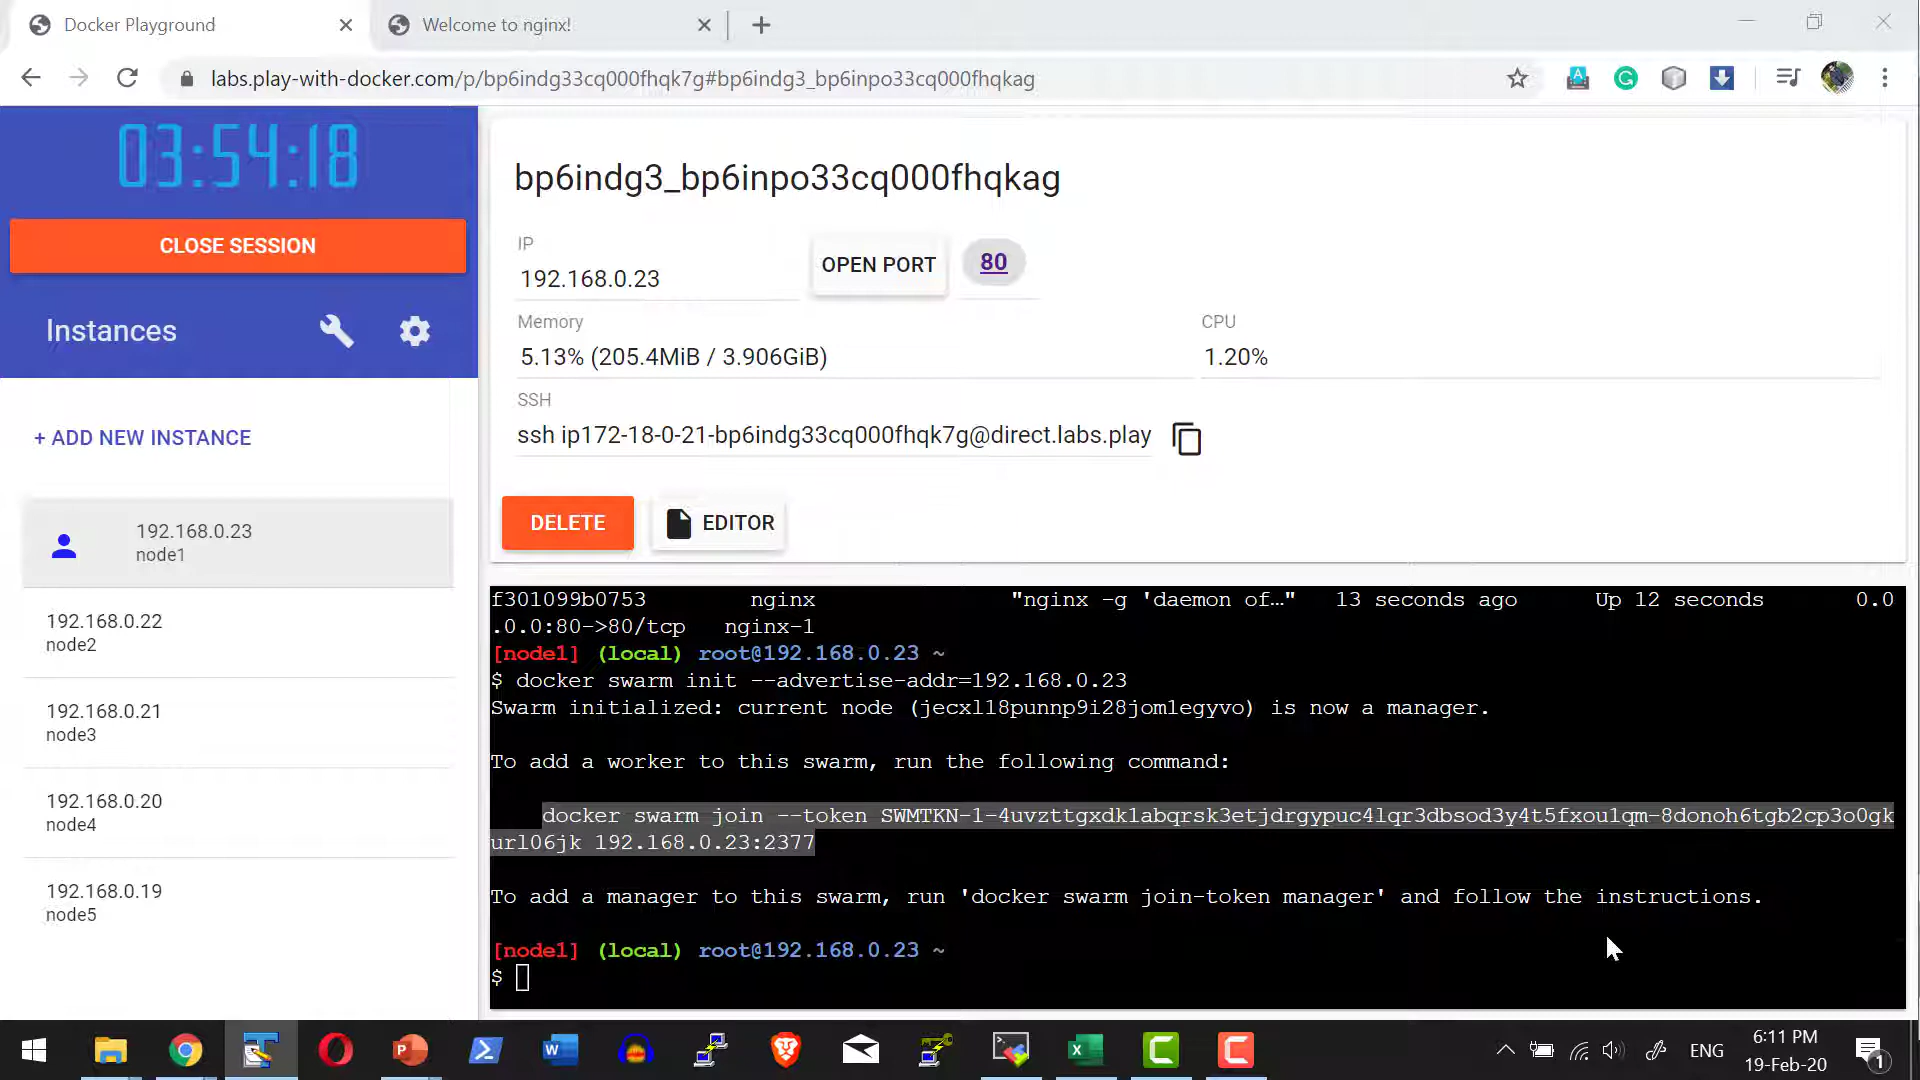 Docker Playground
Welcome to nginx!
labs.play-with-docker.com/p/bp6indg33cq000fhqk7g#bp6indg3_bp6inpo33cq000fhqkag
03:54:18
CLOSE SESSION
Instances
+ ADD NEW INSTANCE
192.168.0.23
node1
192.168.0.22
node2
192.168.0.21
node3
192.168.0.20
node4
192.168.0.19
node5
bp6indg3_bp6inpo33cq000fhqkag
IP
192.168.0.23
OPEN PORT
80
Memory
5.13% (205.4MiB / 3.906GiB)
CPU
1.20%
SSH
ssh ip172-18-0-21-bp6indg33cq000fhqk7g@direct.labs.play
DELETE
EDITOR
f301099b0753 nginx "nginx -g 'daemon of…" 13 seconds ago Up 12 seconds 0.0
.0.0:80->80/tcp nginx-1
[node1] (local) root@192.168.0.23 ~
$ docker swarm init --advertise-addr=192.168.0.23
Swarm initialized: current node (jecxl18punnp9i28jom1egyvo) is now a manager.
To add a worker to this swarm, run the following command:
docker swarm join --token SWMTKN-1-4uvzttgxdk1abqrsk3etjdrgypuc4lqr3dbsod3y4t5fxou1qm-8donoh6tgb2cp3o0gk
url06jk 192.168.0.23:2377
To add a manager to this swarm, run 'docker swarm join-token manager' and follow the instructions.
[node1] (local) root@192.168.0.23 ~
$
ENG
6:11 PM
19-Feb-20
1